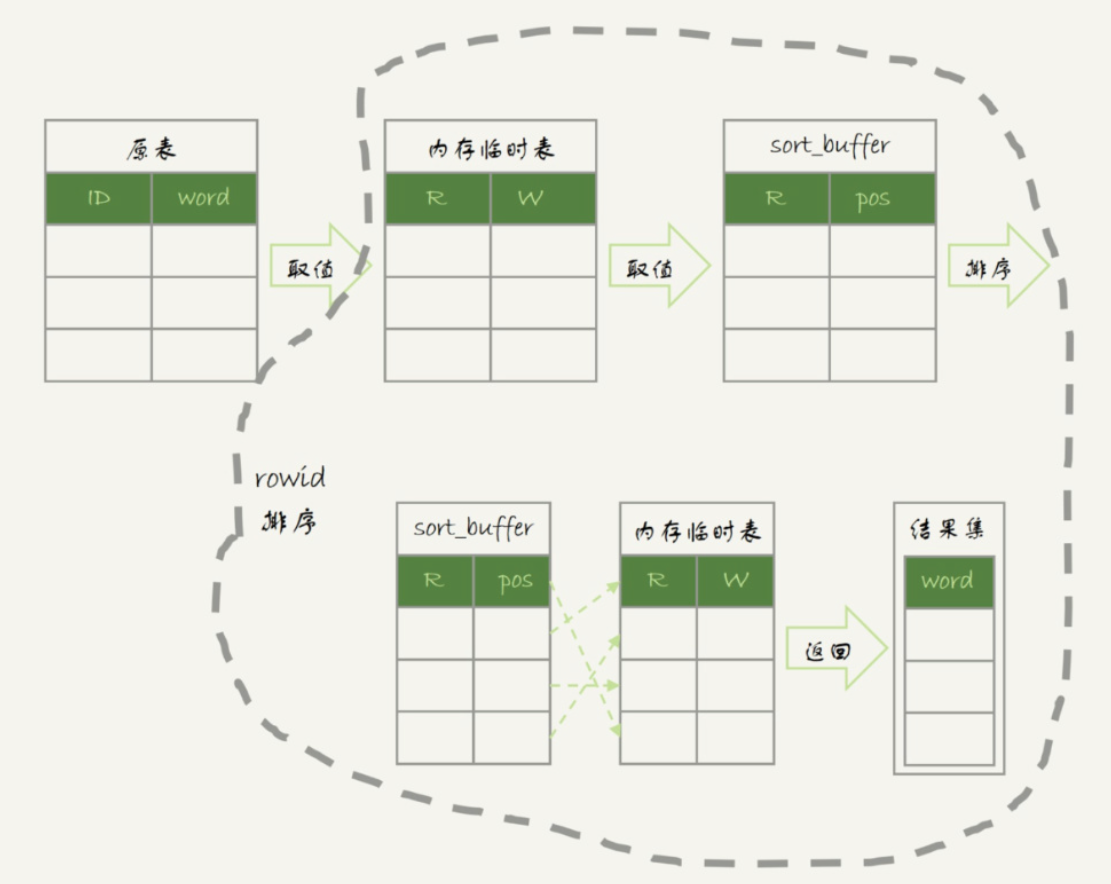 原表
ID word
取值
内存临时表
R W
取值
sort_buffer
R pos
排序
rowid
排序
sort_buffer
R pos
内存临时表
R W
返回
结果集
word